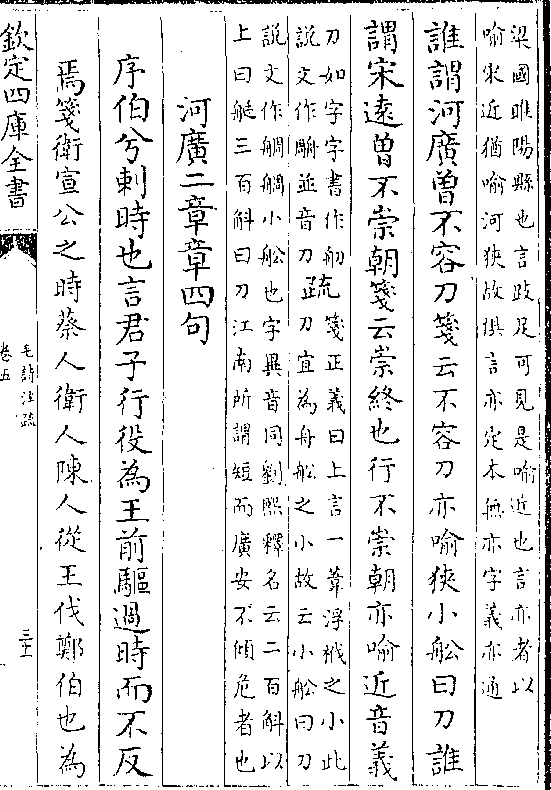 梁國睢陽縣也言跂足可見是喻近也言亦者以
喻宋近猶喻河狹故俱言亦定本無亦字義亦通
誰謂河廣曽不容刀箋云不容刀亦喻狹小船曰刀誰
謂宋逺曽不崇朝箋云崇終也行不崇朝亦喻近音義
刀如字字書作舠
説文作𦩍並音刀疏箋正義曰上言一葦浮栰之小此
刀宜為舟船之小故云小船曰刀
説文作𦩍𦩍小船也字異音同劉熙釋名云二百斛以
上曰艇三百斛曰刀江南所謂短而廣安不傾危者也
河廣二章章四句
序伯兮刺時也言君子行役為王前驅過時而不反
焉箋衛宣公之時蔡人衛人陳人從王伐鄭伯也為
欽定四庫全書
毛詩注疏
卷五
三十一